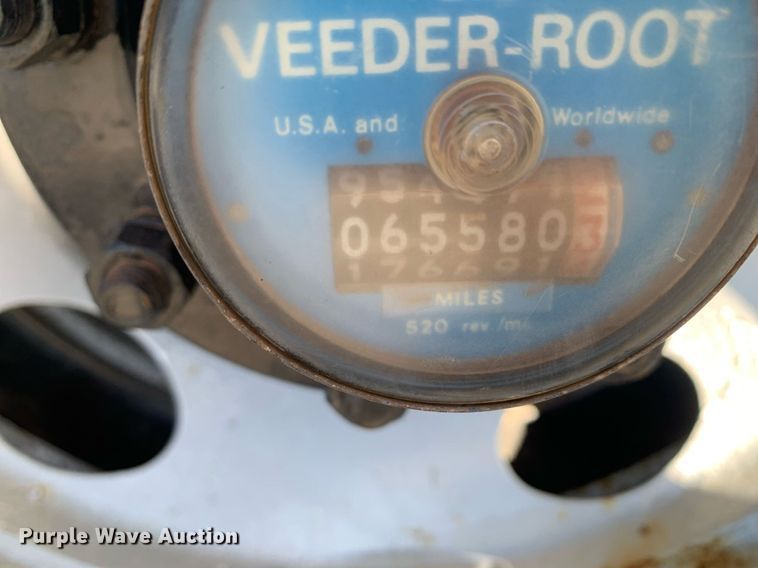 VEEDER-ROOT
U.S.A. and Worldwide
065580
MILES
520 rev/mi.
Purple Wave Auction